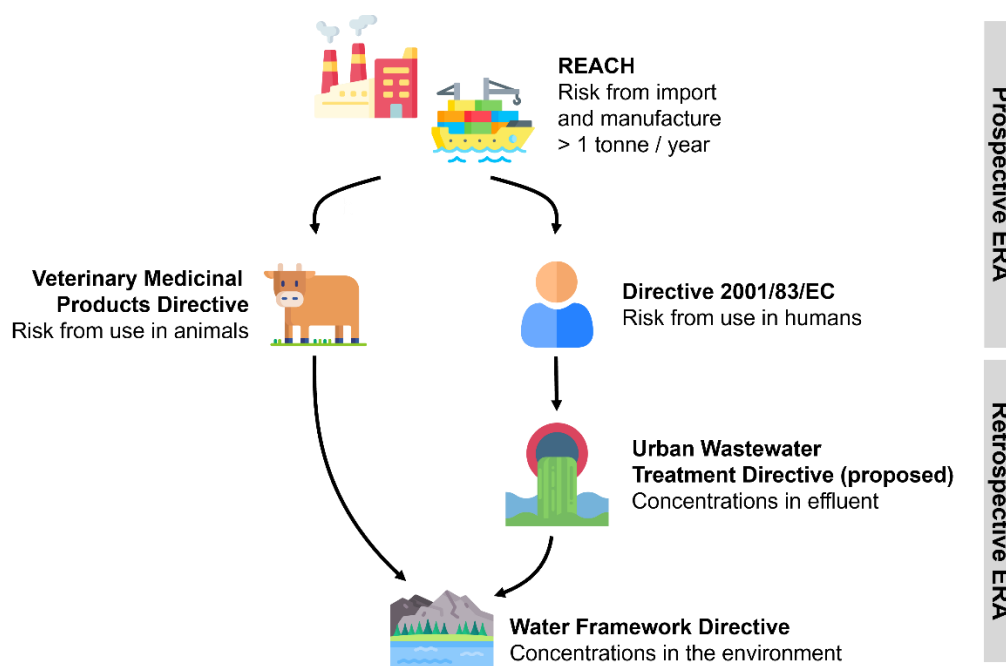 REACH
Risk from import
and manufacture
> 1 tonne / year
Prospective ERA
Veterinary Medicinal
Products Directive
Risk from use in animals
Directive 2001/83/EC
Risk from use in humans
Urban Wastewater
Treatment Directive (proposed)
Concentrations in effluent
Retrospective ERA
Water Framework Directive
Concentrations in the environment